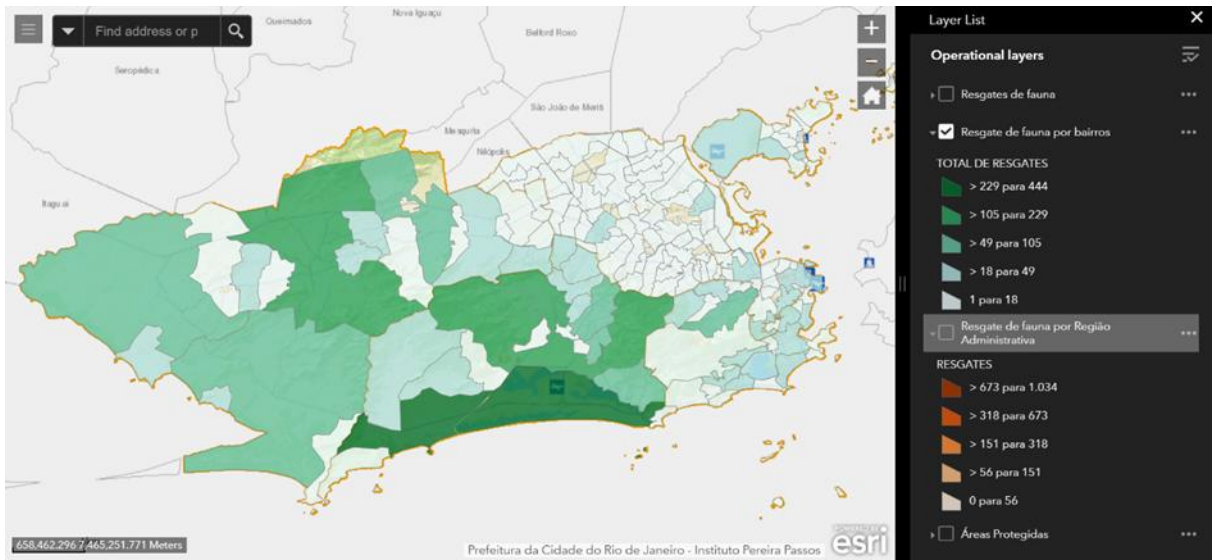 Find address or p
Queimados
Nova Iguaçu
Belford Roxo
Seropédica
São João de Meriti
Mesquita
Nilópolis
Itaguaí
658,462.296 7,465,251.771 Meters
Prefeitura da Cidade do Rio de Janeiro - Instituto Pereira Passos
POWERED BY
esri
Layer List
Operational layers
Resgates de fauna
Resgate de fauna por bairros
TOTAL DE RESGATES
> 229 para 444
> 105 para 229
> 49 para 105
> 18 para 49
1 para 18
Resgate de fauna por Região
Administrativa
RESGATES
> 673 para 1.034
> 318 para 673
> 151 para 318
> 56 para 151
0 para 56
Áreas Protegidas